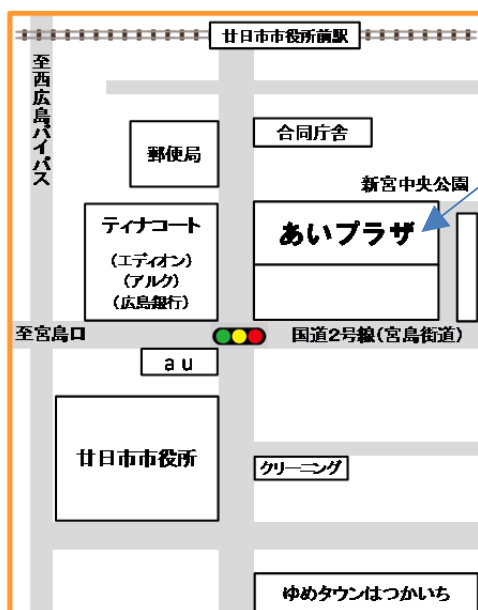 廿日市市役所前駅
至西広島バイパス
合同庁舎
郵便局
新宮中央公園
ティナコート
(エディオン)
(アルク)
(広島銀行)
あいプラザ
至宮島口
国道2号線(宮島街道)
au
廿日市市役所
クリーニング
ゆめタウンはつかいち